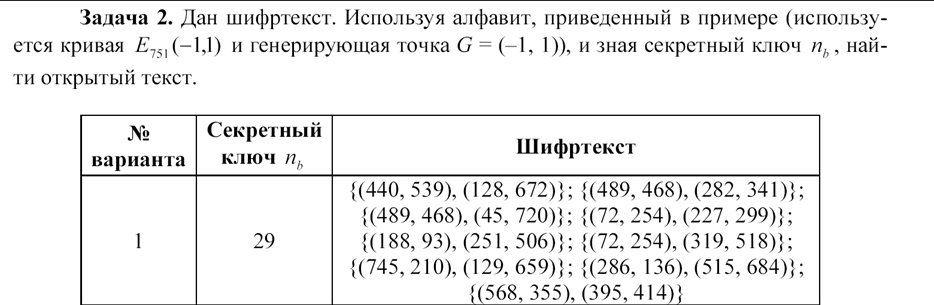 Задача 2. Дан шифртекст. Используя алфавит, приведенный в примере (использу-
ется кривая E₇₅₁(–1,1) и генерирующая точка G = (–1, 1)), и зная секретный ключ n_b, най-
ти открытый текст.
№ варианта
Секретный ключ n_b
Шифртекст
1
29
{(440, 539), (128, 672)}; {(489, 468), (282, 341)};
{(489, 468), (45, 720)}; {(72, 254), (227, 299)};
{(188, 93), (251, 506)}; {(72, 254), (319, 518)};
{(745, 210), (129, 659)}; {(286, 136), (515, 684)};
{(568, 355), (395, 414)}